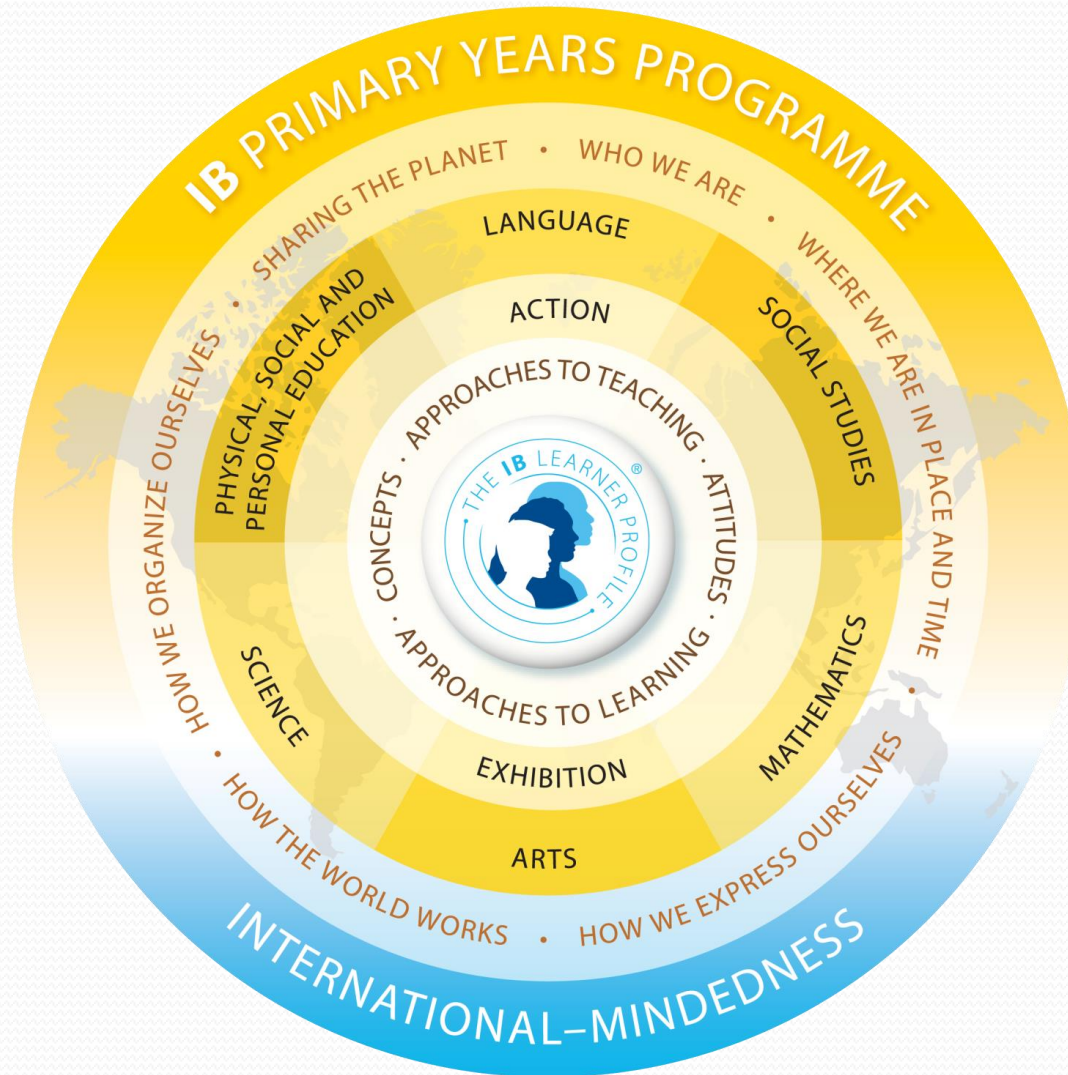 IB PRIMARY YEARS PROGRAMME
SHARING THE PLANET • WHO WE ARE • WHERE WE ARE IN PLACE AND TIME • HOW WE EXPRESS OURSELVES • HOW THE WORLD WORKS • HOW WE ORGANIZE OURSELVES •
LANGUAGE
SOCIAL STUDIES
MATHEMATICS
ARTS
SCIENCE
PHYSICAL, SOCIAL AND
PERSONAL EDUCATION
ACTION
EXHIBITION
APPROACHES TO TEACHING · ATTITUDES · APPROACHES TO LEARNING · CONCEPTS ·
• THE IB LEARNER PROFILE • ®
INTERNATIONAL–MINDEDNESS